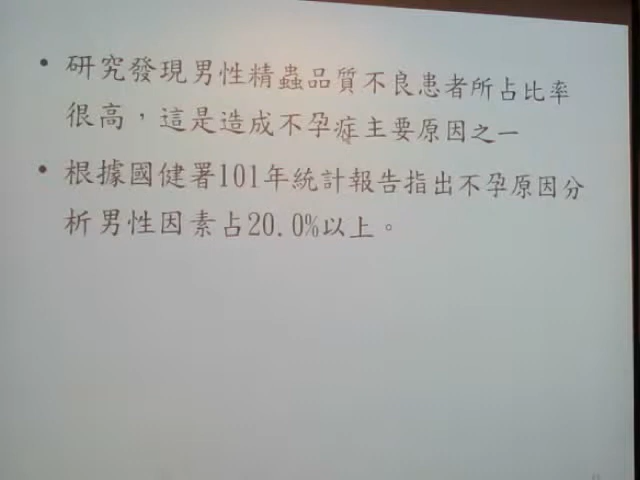 • 研究發現男性精蟲品質不良患者所占比率
很高，這是造成不孕症主要原因之一
• 根據國健署101年統計報告指出不孕原因分
析男性因素占20.0%以上。